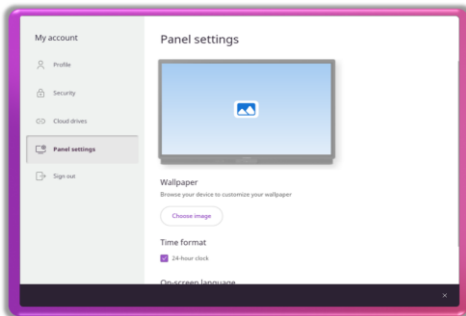 My account
Profile
Security
Cloud drives
Panel settings
Sign out
Panel settings
Wallpaper
Browse your device to customize your wallpaper
Choose image
Time format
24-hour clock
On-screen language